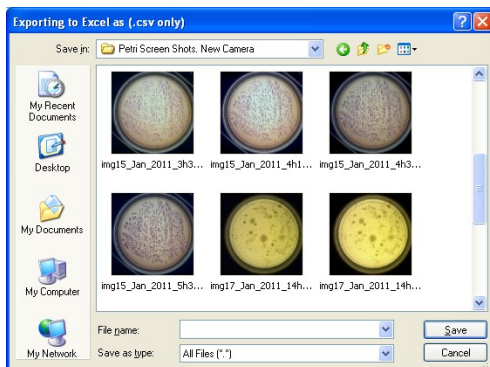 Exporting to Excel as (.csv only)
Save in:
Petri Screen Shots. New Camera
My Recent
Documents
Desktop
My Documents
My Computer
My Network
img15_Jan_2011_3h3...
img15_Jan_2011_4h1...
img15_Jan_2011_4h3...
img15_Jan_2011_5h3...
img17_Jan_2011_14h...
img17_Jan_2011_14h...
File name:
Save
Save as type:
All Files (*.*)
Cancel